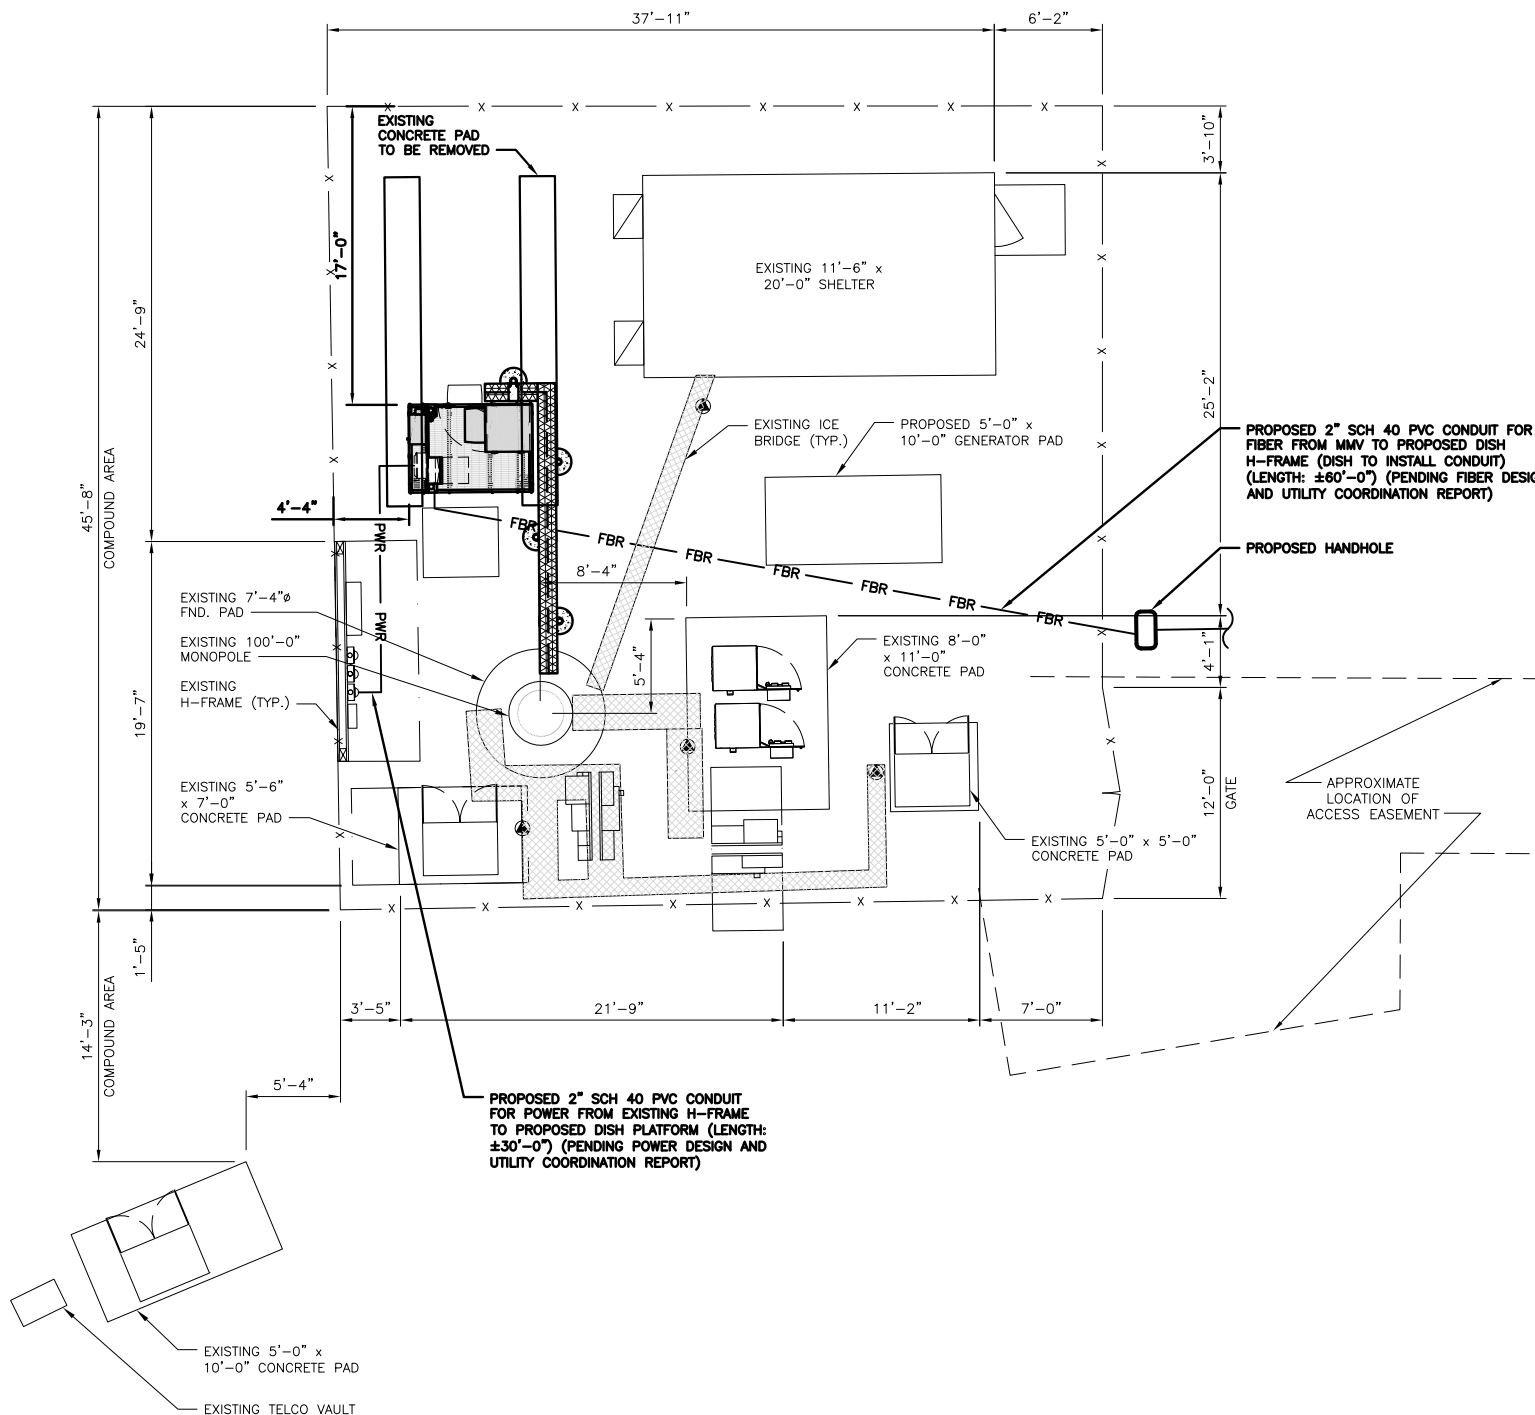 37'-11"
6'-2"
EXISTING
CONCRETE PAD
TO BE REMOVED
3'-10"
17'-0"
EXISTING 11'-6" x
20'-0" SHELTER
24'-9"
45'-8"
COMPOUND AREA
25'-2"
EXISTING ICE
BRIDGE (TYP.)
PROPOSED 5'-0" x
10'-0" GENERATOR PAD
PROPOSED 2" SCH 40 PVC CONDUIT FOR
FIBER FROM MMV TO PROPOSED DISH
H-FRAME (DISH TO INSTALL CONDUIT)
(LENGTH: ±60'-0") (PENDING FIBER DESIG
AND UTILITY COORDINATION REPORT)
4'-4"
PWR
FBR
FBR
FBR
FBR
FBR
FBR
FBR
PROPOSED HANDHOLE
8'-4"
EXISTING 7'-4"ø
FND. PAD
PWR
EXISTING 100'-0"
MONOPOLE
5'-4"
EXISTING 8'-0"
x 11'-0"
CONCRETE PAD
4'-1"
EXISTING
H-FRAME (TYP.)
19'-7"
EXISTING 5'-6"
x 7'-0"
CONCRETE PAD
12'-0"
GATE
APPROXIMATE
LOCATION OF
ACCESS EASEMENT
EXISTING 5'-0" x 5'-0"
CONCRETE PAD
1'-5"
14'-3"
COMPOUND AREA
3'-5"
21'-9"
11'-2"
7'-0"
5'-4"
PROPOSED 2" SCH 40 PVC CONDUIT
FOR POWER FROM EXISTING H-FRAME
TO PROPOSED DISH PLATFORM (LENGTH:
±30'-0") (PENDING POWER DESIGN AND
UTILITY COORDINATION REPORT)
EXISTING 5'-0" x
10'-0" CONCRETE PAD
EXISTING TELCO VAULT